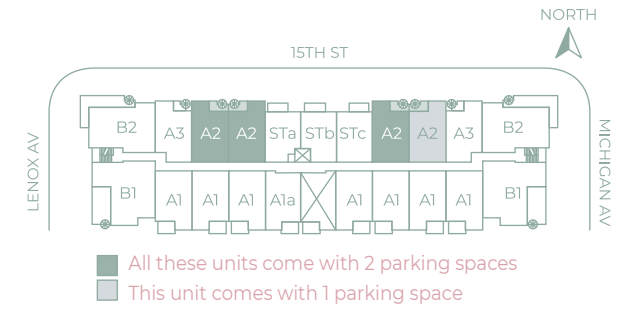 NORTH
15TH ST
LENOX AV
MICHIGAN AV
B2 A3 A2 A2 STa STb STc A2 A2 A3 B2
B1 A1 A1 A1 A1a A1 A1 A1 A1 B1
All these units come with 2 parking spaces
This unit comes with 1 parking space